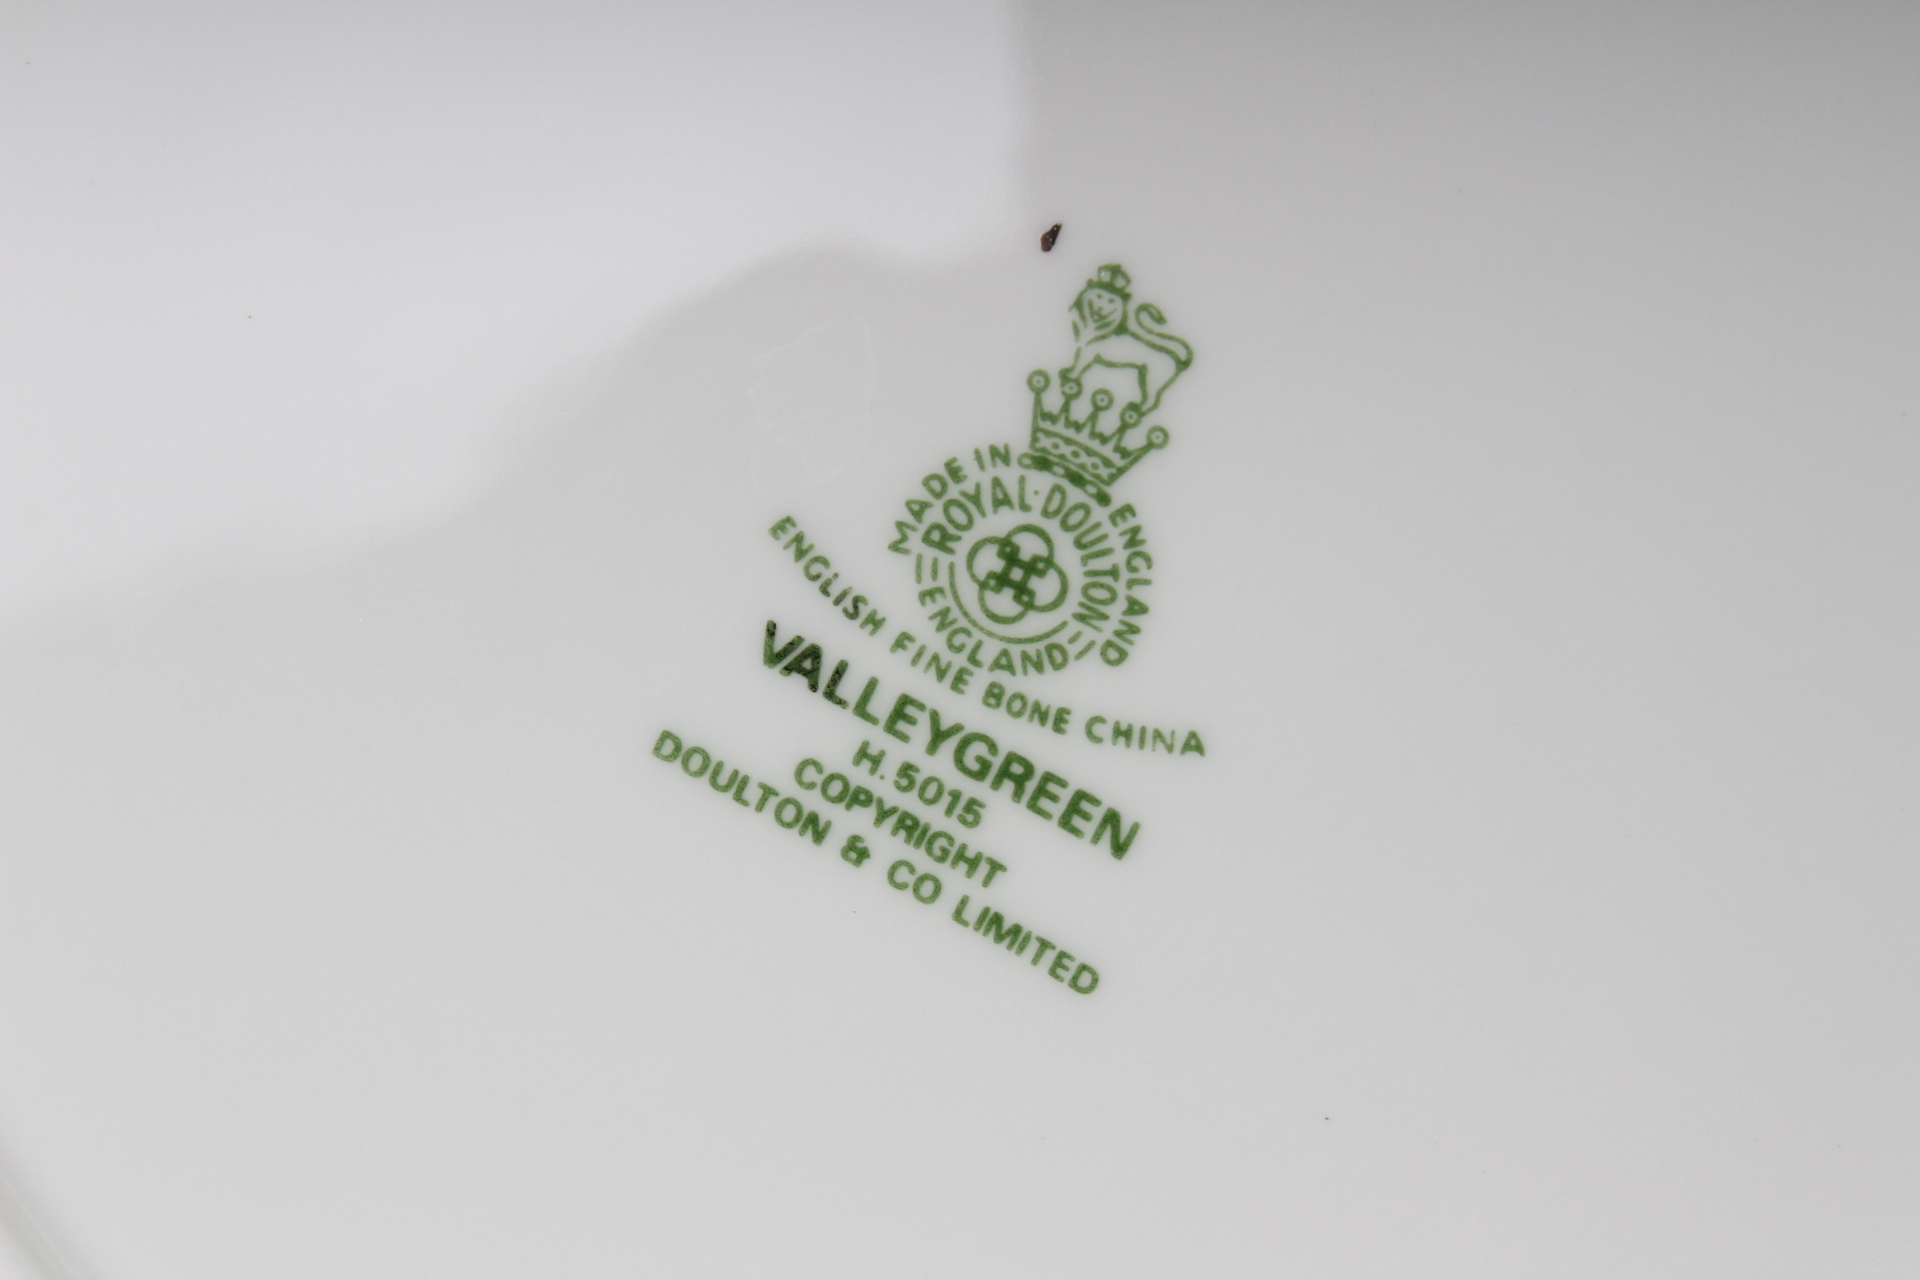 MADE IN ENGLAND
ROYAL·DOULTON
ENGLAND
ENGLISH FINE BONE CHINA
VALLEYGREEN
H. 5015
COPYRIGHT
DOULTON & CO LIMITED